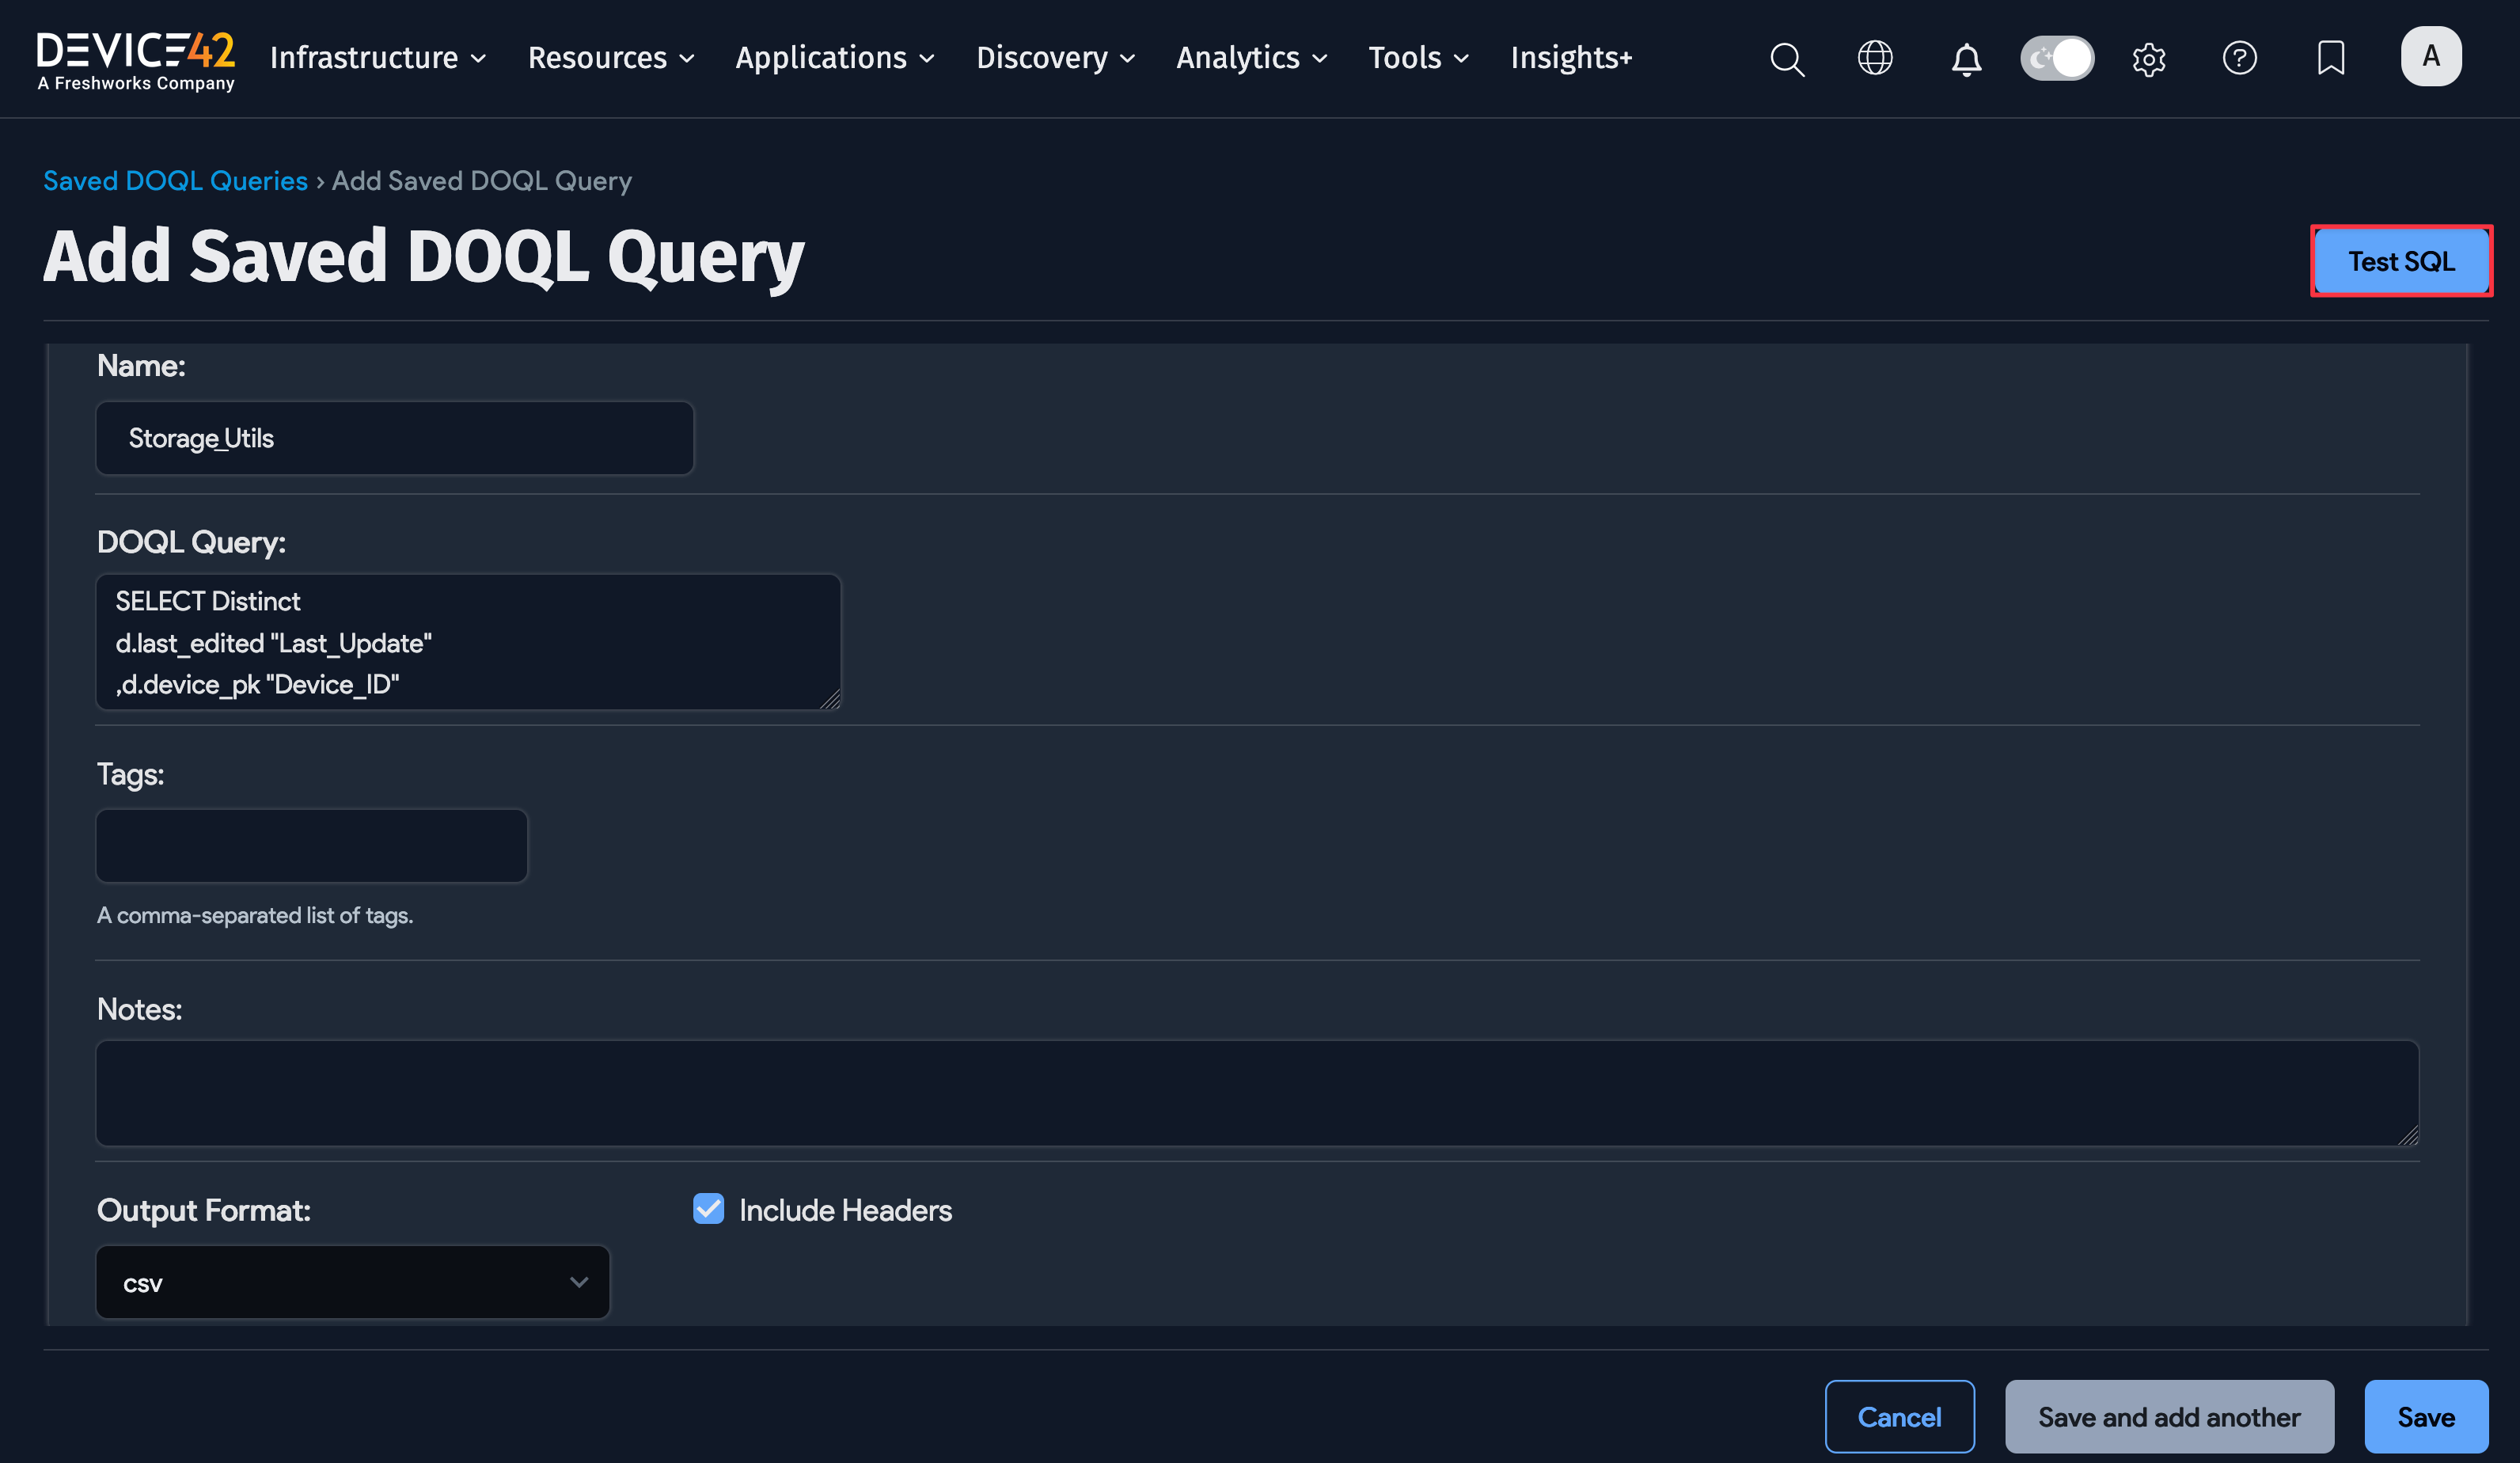 DEVICE42
A Freshworks Company
Infrastructure Resources Applications Discovery Analytics Tools Insights+
A
Saved DOQL Queries › Add Saved DOQL Query
Add Saved DOQL Query
Test SQL
Name:
Storage_Utils
DOQL Query:
SELECT Distinct
d.last_edited "Last_Update"
,d.device_pk "Device_ID"
Tags:
A comma-separated list of tags.
Notes:
Output Format:
Include Headers
csv
Cancel
Save and add another
Save